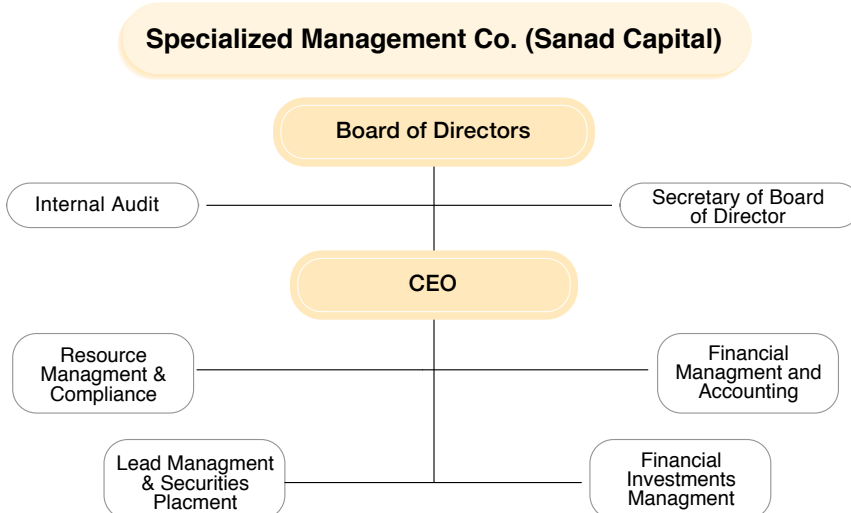 Specialized Management Co. (Sanad Capital)
Board of Directors
Internal Audit
Secretary of Board
of Director
CEO
Resource
Managment &
Compliance
Financial
Managment and
Accounting
Lead Managment
& Securities
Placment
Financial
Investments
Managment